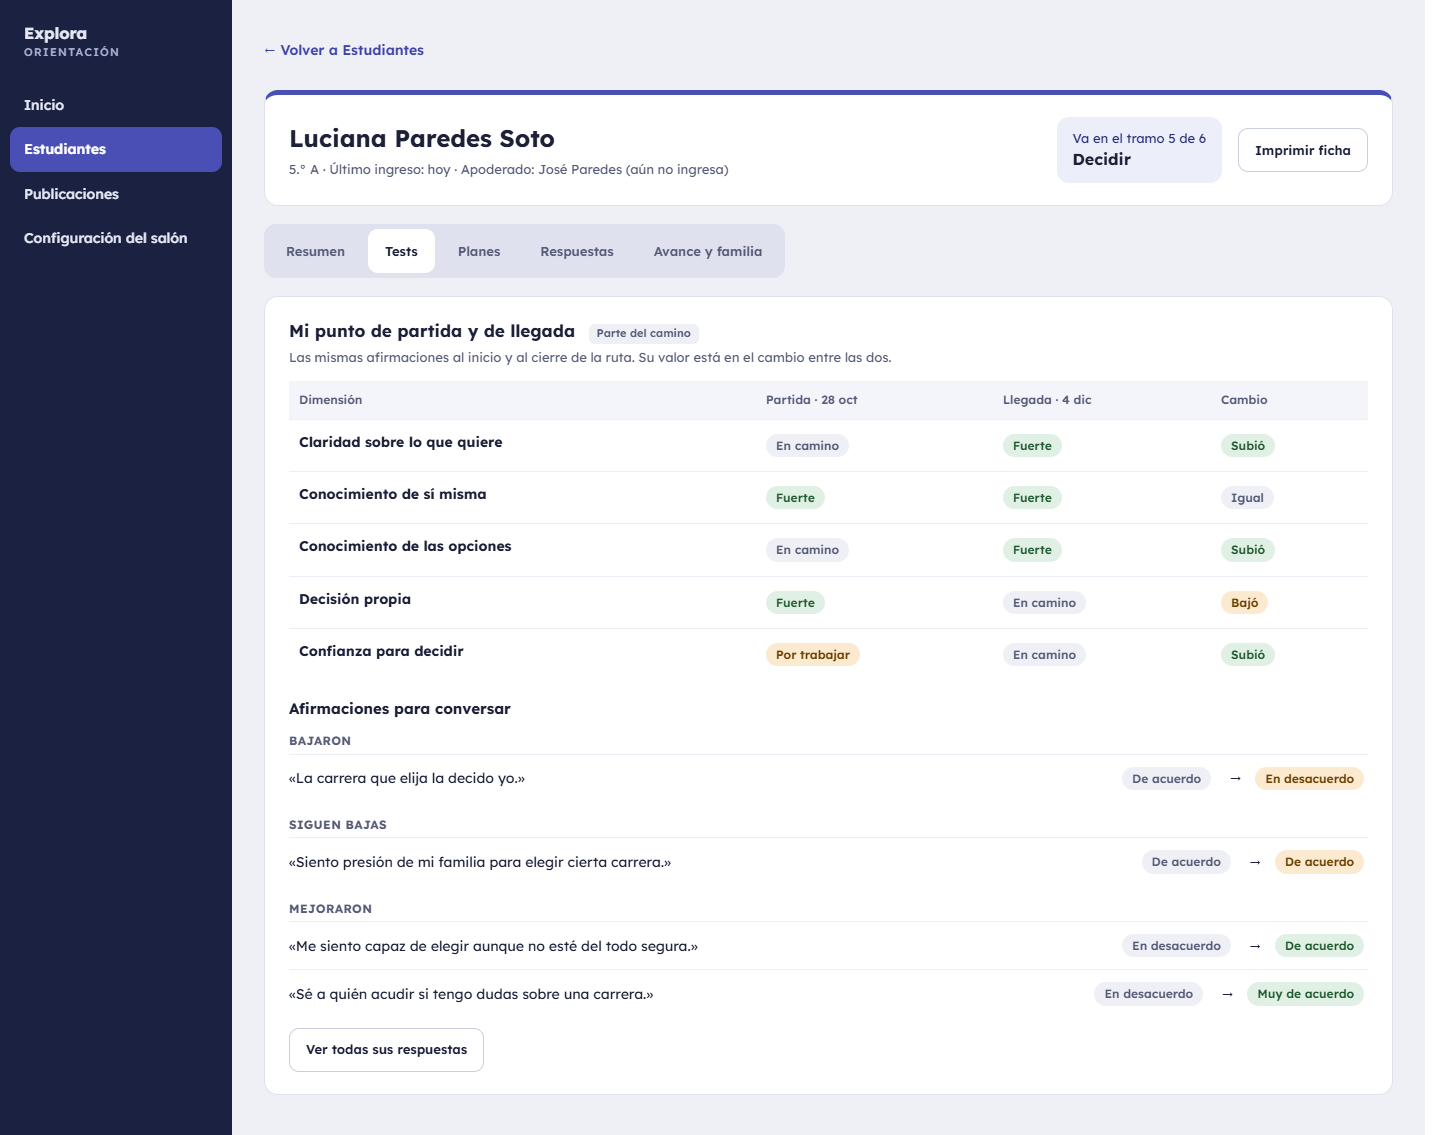 Explora
ORIENTACIÓN
Inicio
Estudiantes
Publicaciones
Configuración del salón
← Volver a Estudiantes
Luciana Paredes Soto
5.° A · Último ingreso: hoy · Apoderado: José Paredes (aún no ingresa)
Va en el tramo 5 de 6
Decidir
Imprimir ficha
Resumen Tests Planes Respuestas Avance y familia
Mi punto de partida y de llegada Parte del camino
Las mismas afirmaciones al inicio y al cierre de la ruta. Su valor está en el cambio entre las dos.
Dimensión Partida · 28 oct Llegada · 4 dic Cambio
Claridad sobre lo que quiere En camino Fuerte Subió
Conocimiento de sí misma Fuerte Fuerte Igual
Conocimiento de las opciones En camino Fuerte Subió
Decisión propia Fuerte En camino Bajó
Confianza para decidir Por trabajar En camino Subió
Afirmaciones para conversar
BAJARON
«La carrera que elija la decido yo.» De acuerdo → En desacuerdo
SIGUEN BAJAS
«Siento presión de mi familia para elegir cierta carrera.» De acuerdo → De acuerdo
MEJORARON
«Me siento capaz de elegir aunque no esté del todo segura.» En desacuerdo → De acuerdo
«Sé a quién acudir si tengo dudas sobre una carrera.» En desacuerdo → Muy de acuerdo
Ver todas sus respuestas